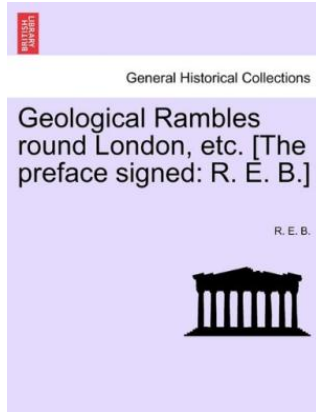 BRITISH
LIBRARY
General Historical Collections
Geological Rambles
round London, etc. [The
preface signed: R. E. B.]
R. E. B.